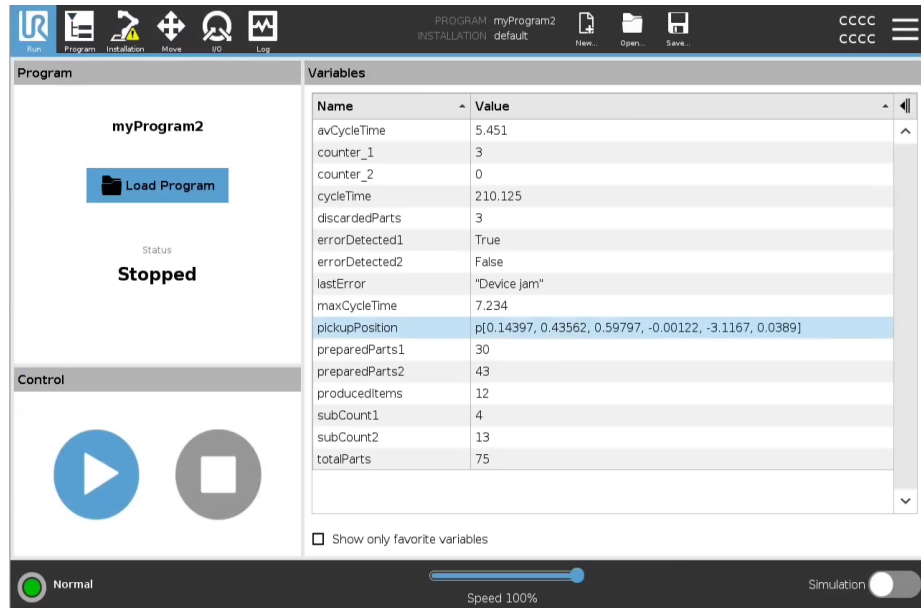 PROGRAM myProgram2
INSTALLATION default
CCCC
CCCC
UR
Run
Program
Installation
Move
I/O
Log
New...
Open...
Save...
Program
myProgram2
Load Program
Status
Stopped
Control
Variables
Name Value
avCycleTime 5.451
counter_1 3
counter_2 0
cycleTime 210.125
discardedParts 3
errorDetected1 True
errorDetected2 False
lastError "Device jam"
maxCycleTime 7.234
pickupPosition p[0.14397, 0.43562, 0.59797, -0.00122, -3.1167, 0.0389]
preparedParts1 30
preparedParts2 43
producedItems 12
subCount1 4
subCount2 13
totalParts 75
Show only favorite variables
Normal
Speed 100%
Simulation